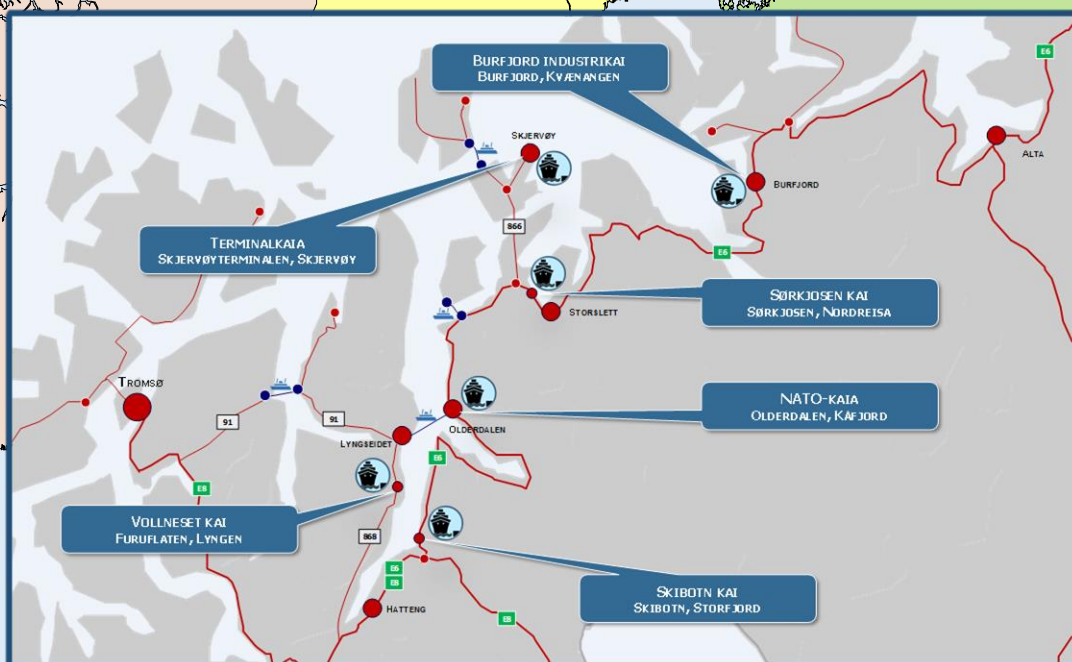 BURFJORD INDUSTRIKAI
BURFJORD, KVÆNANGEN
E6
SKJERVØY
ALTA
BURFJORD
TERMINALKAIA
SKJERVØYTERMINALEN, SKJERVØY
866
E6
SØRKJOSEN KAI
SØRKJOSEN, NORDREISA
STORSLETT
TROMSØ
NATO-KAIA
OLDERDALEN, KÅFJORD
91
91
OLDERDALEN
LYNGSEIDET
E6
E8
VOLLNESET KAI
FURUFLATEN, LYNGEN
868
E6
E8
SKIBOTN KAI
SKIBOTN, STORFJORD
HATTENG
E8